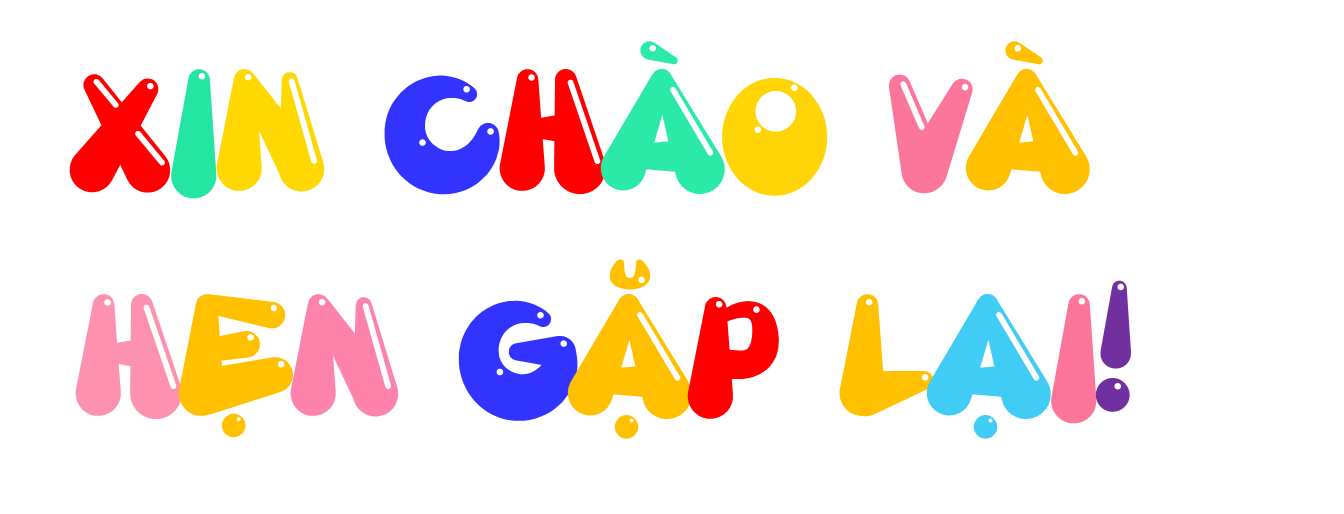 XIN CHÀO VÀ
HẸN GẶP LẠI!